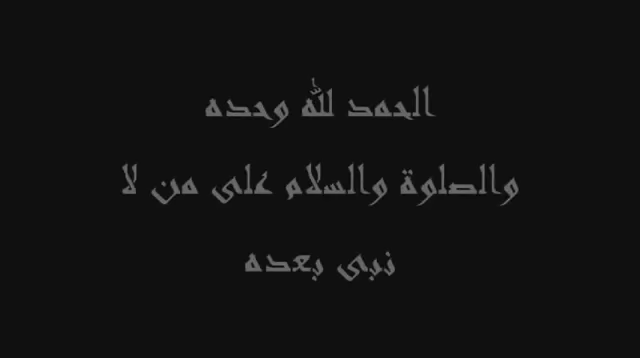 الحمد لله وحده
والصلوة والسلام على من لا
نبى بعده